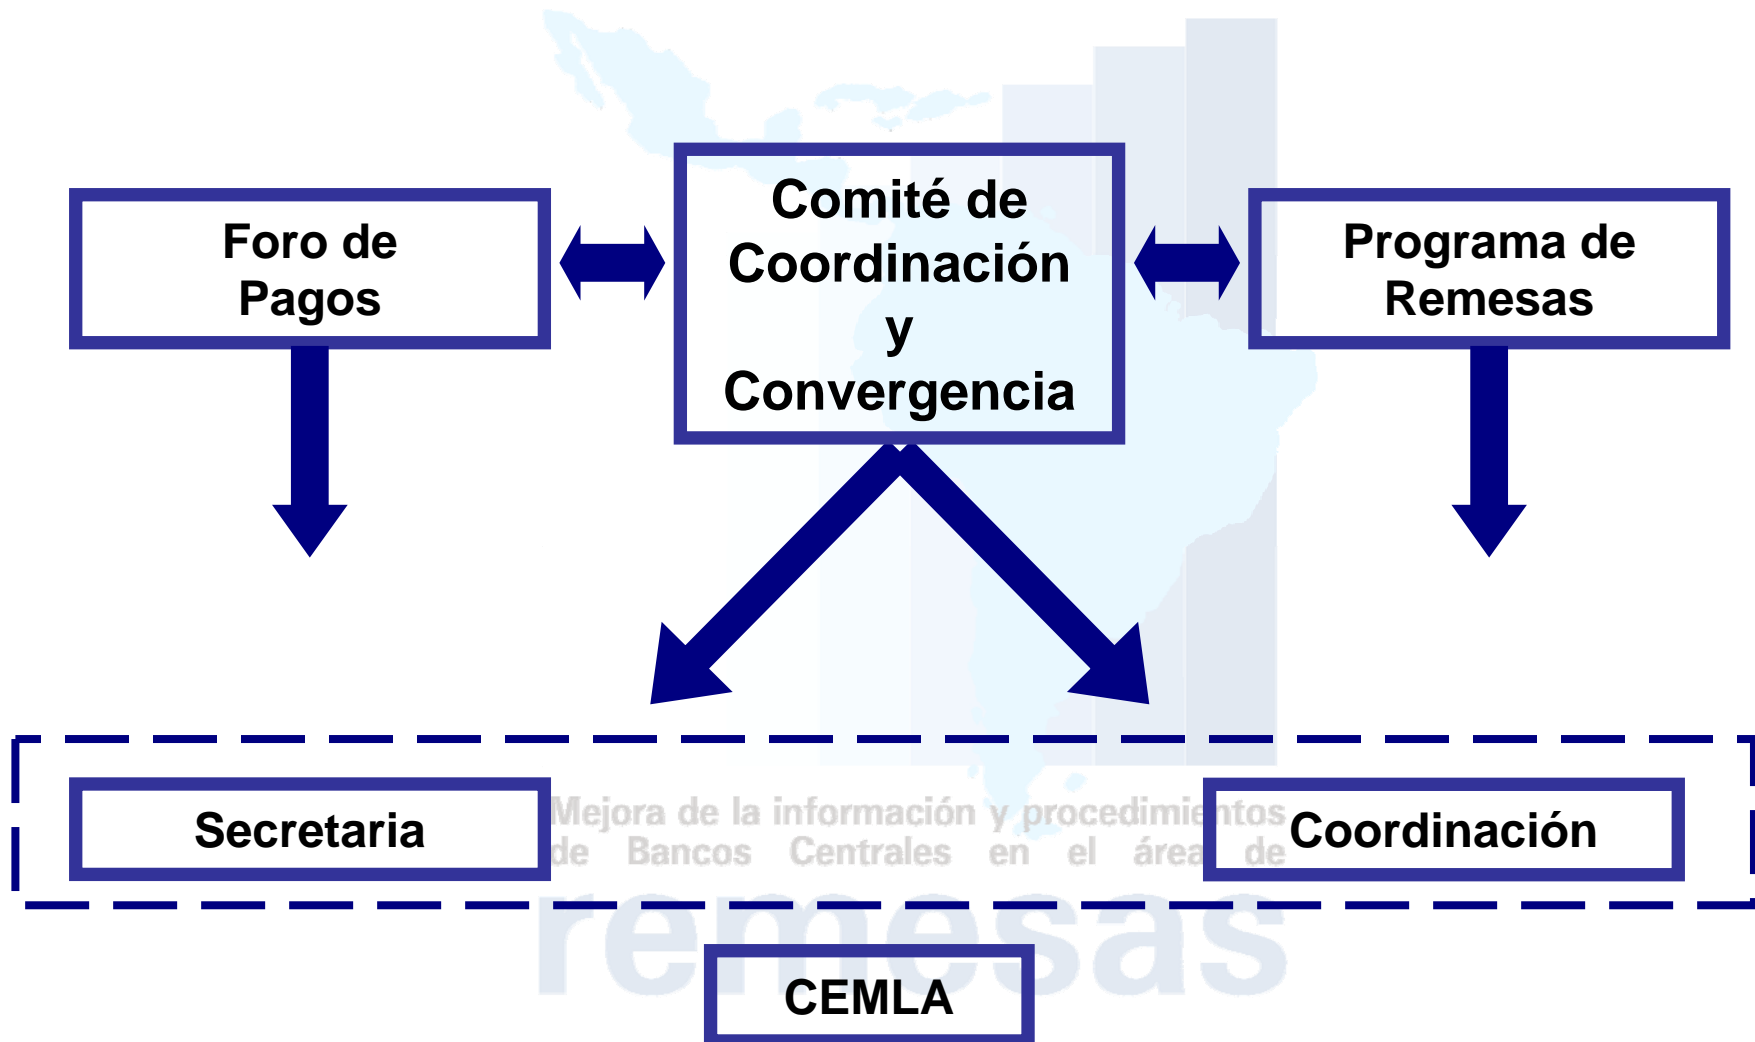 Foro de
Pagos
Comité de
Coordinación
y
Convergencia
Programa de
Remesas
Secretaria
Coordinación
Mejora de la información y procedimientos
de Bancos Centrales en el área de
remesas
CEMLA